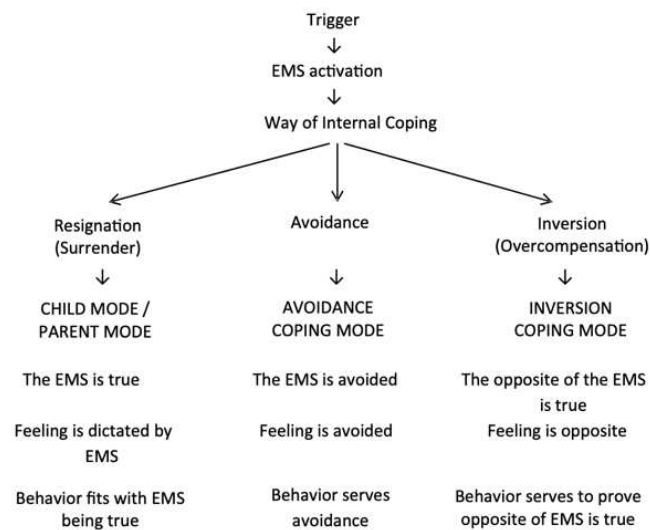 Trigger
↓
EMS activation
↓
Way of Internal Coping
Resignation
(Surrender)
↓
CHILD MODE /
PARENT MODE
The EMS is true
Feeling is dictated by
EMS
Behavior fits with EMS
being true
Avoidance
↓
AVOIDANCE
COPING MODE
The EMS is avoided
Feeling is avoided
Behavior serves
avoidance
Inversion
(Overcompensation)
↓
INVERSION
COPING MODE
The opposite of the EMS
is true
Feeling is opposite
Behavior serves to prove
opposite of EMS is true